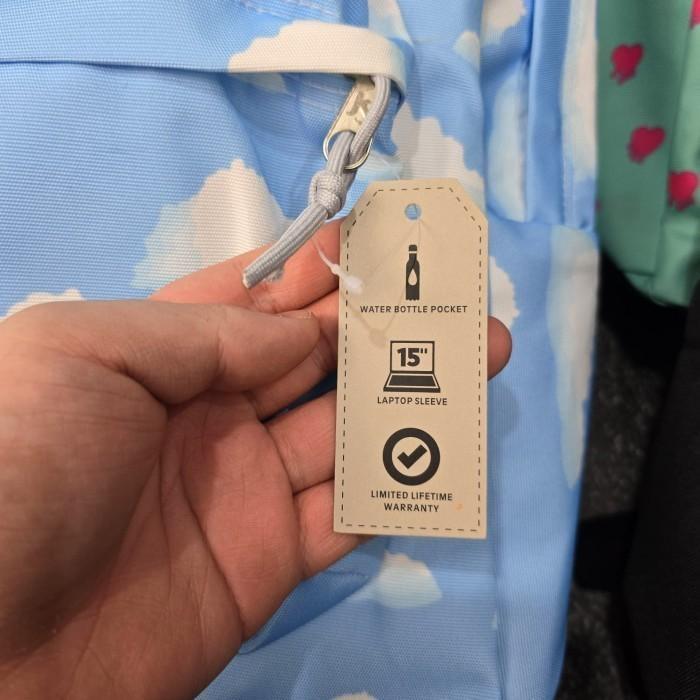 WATER BOTTLE POCKET
15"
LAPTOP SLEEVE
LIMITED LIFETIME
WARRANTY